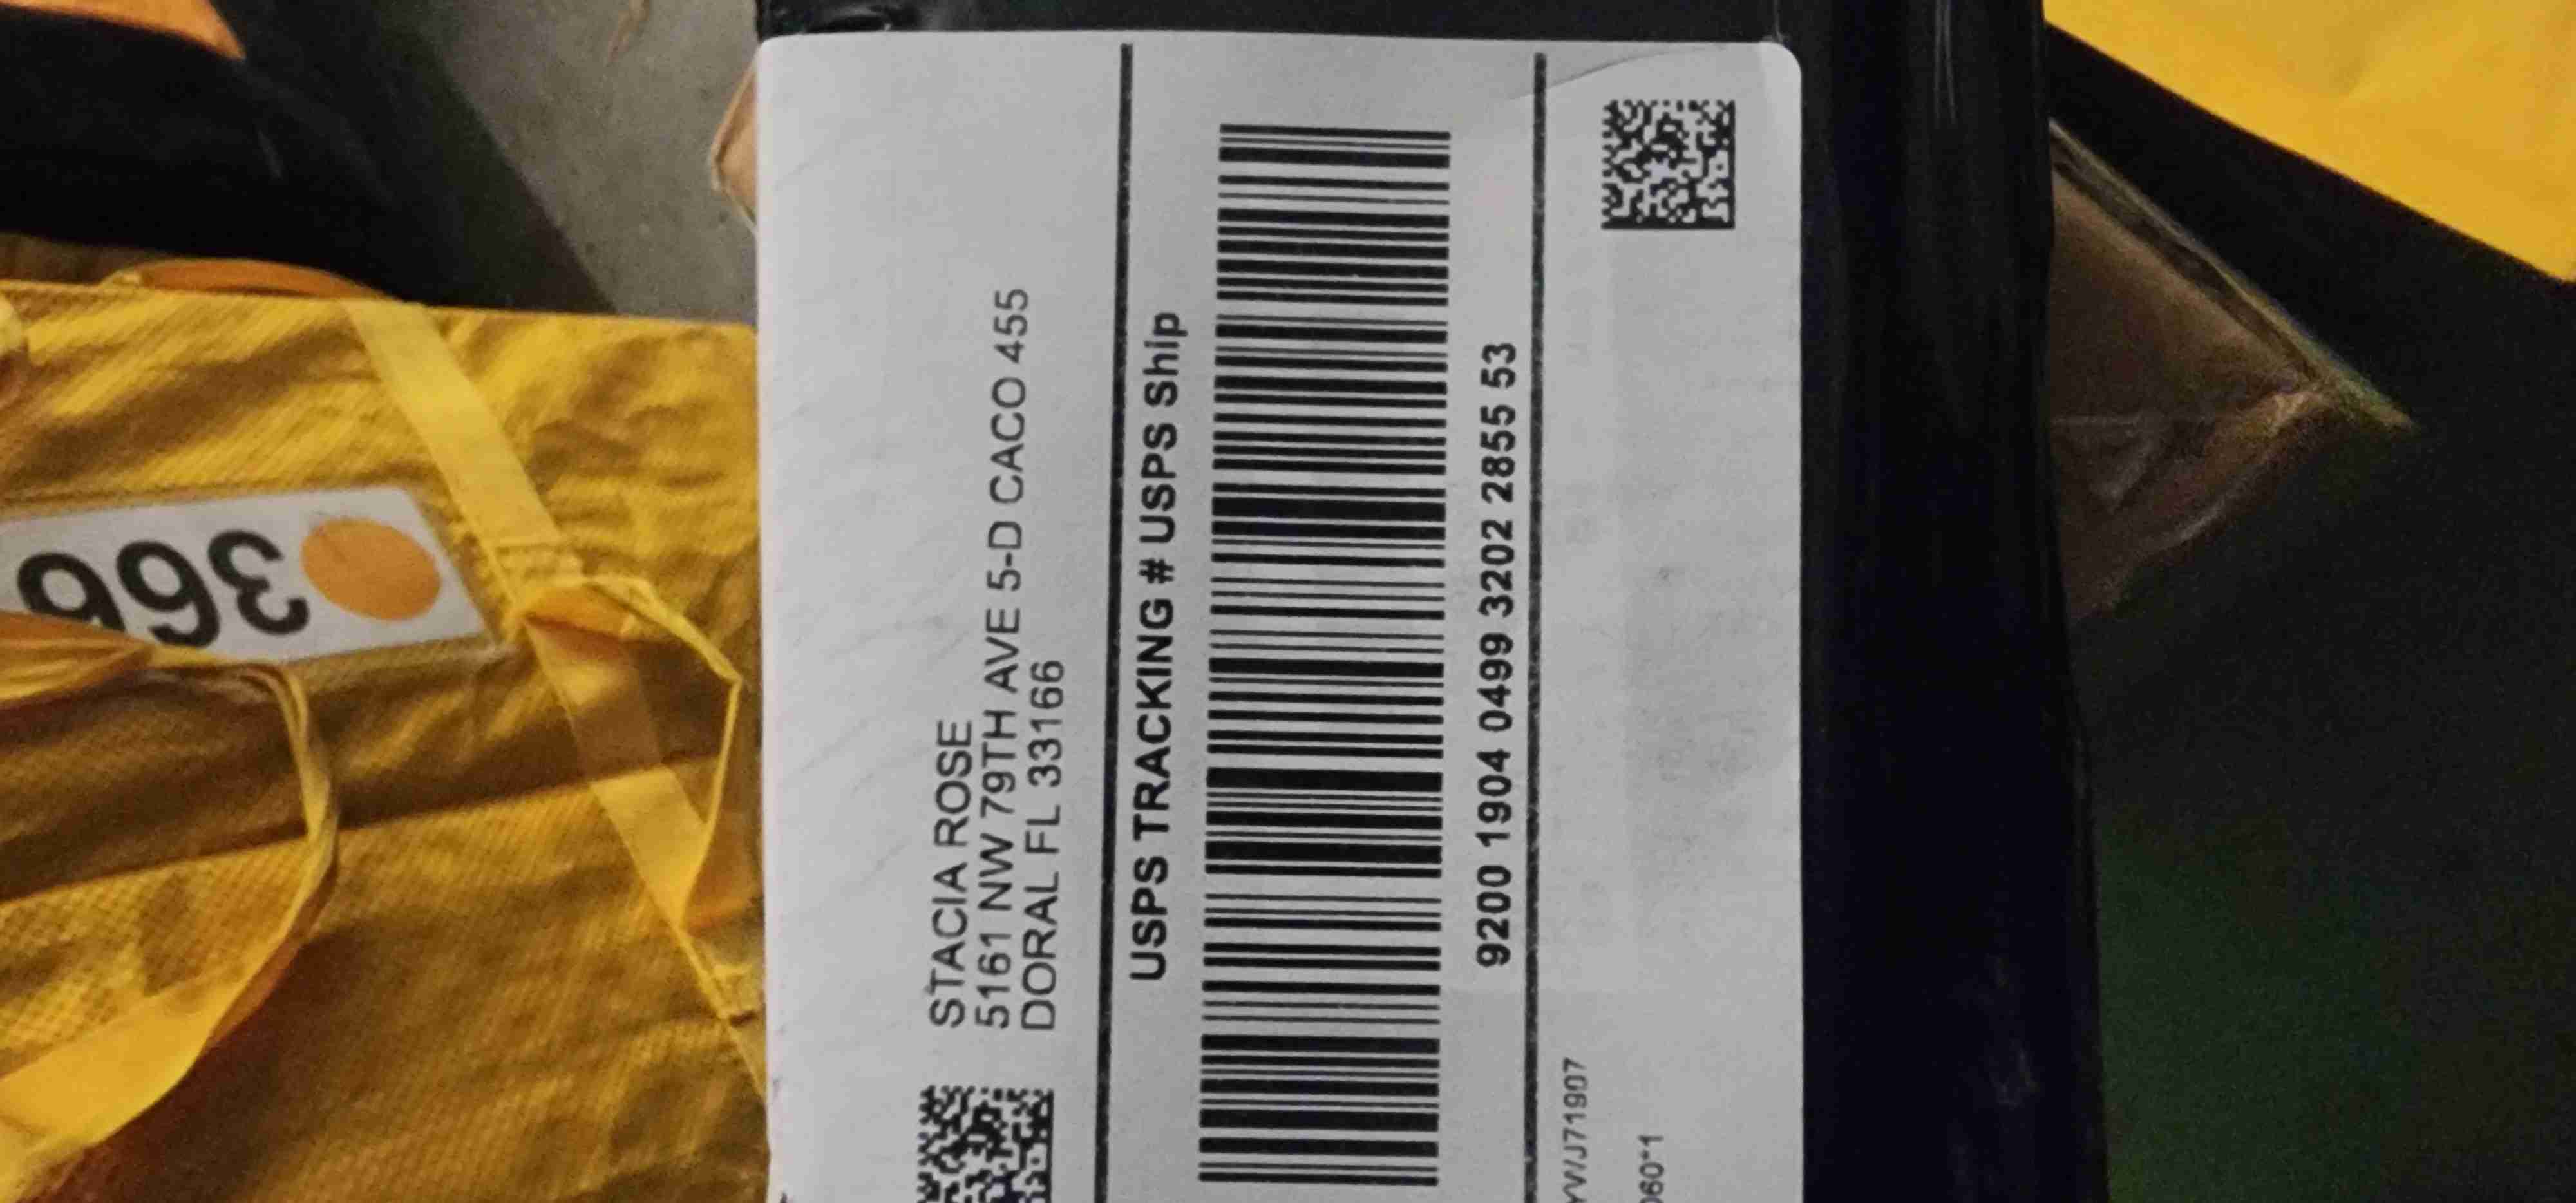 STACIA ROSE
5161 NW 79TH AVE 5-D CACO 455
DORAL FL 33166
USPS TRACKING # USPS Ship
9200 1904 0499 3202 2855 53
366